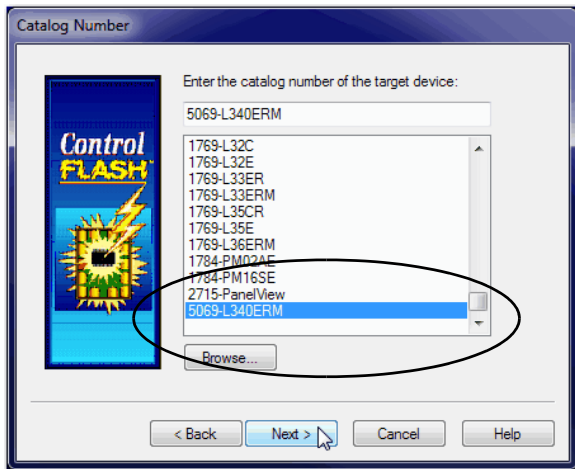 Catalog Number
Enter the catalog number of the target device:
5069-L340ERM
Control
FLASH
1769-L32C
1769-L32E
1769-L33ER
1769-L33ERM
1769-L35CR
1769-L35E
1769-L36ERM
1784-PM02AE
1784-PM16SE
2715-PanelView
5069-L340ERM
Browse...
< Back Next > Cancel Help